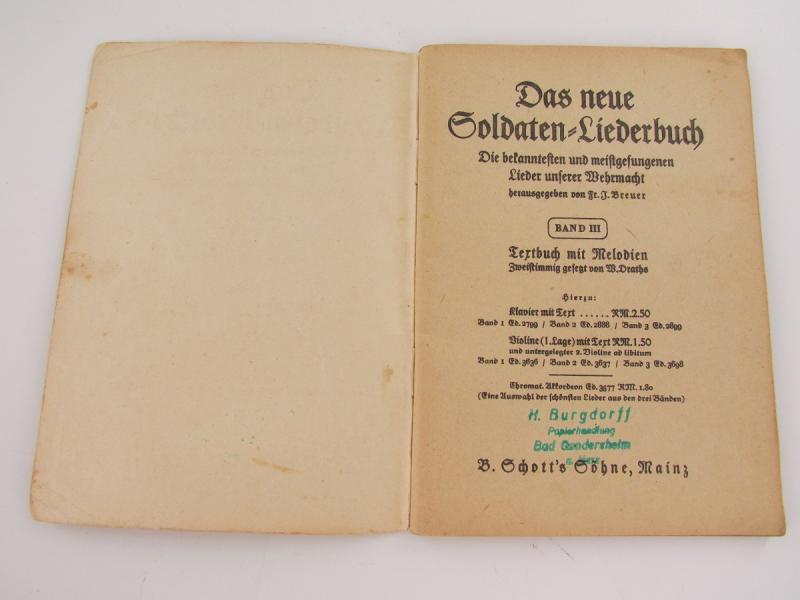 Das neue
Soldaten=Liederbuch
Die bekanntesten und meistgesungenen
Lieder unserer Wehrmacht
herausgegeben von Fr. J. Breuer
BAND III
Textbuch mit Melodien
Zweistimmig gesetzt von W. Draths
Hierzu:
Klavier mit Text ...... RM. 2.50
Band 1 Ed. 2799 / Band 2 Ed. 2888 / Band 3 Ed. 2899
Violine (1. Lage) mit Text RM. 1.50
und untergelegter 2. Violine ad libitum
Band 1 Ed. 3636 / Band 2 Ed. 3637 / Band 3 Ed. 3698
Chromat. Akkordeon Ed. 3677 RM. 1.80
(Eine Auswahl der schönsten Lieder aus den drei Bänden)
H. Burgdorff
Papierhandlung
Bad Gandersheim
a. Harz
B. Schott's Söhne, Mainz